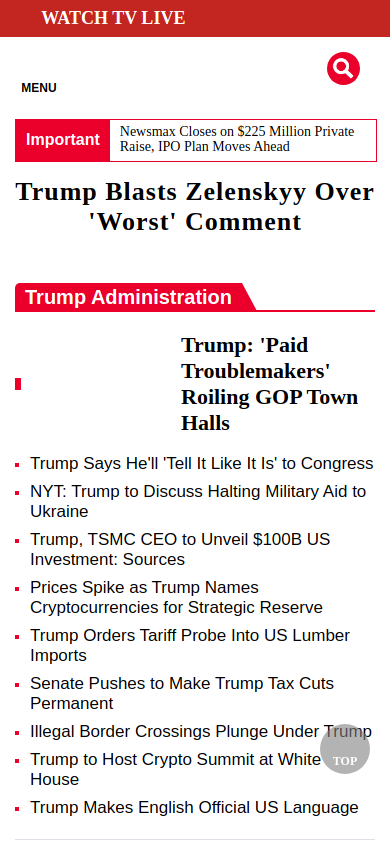 WATCH TV LIVE
MENU
Important
Newsmax Closes on $225 Million Private
Raise, IPO Plan Moves Ahead
Trump Blasts Zelenskyy Over
'Worst' Comment
Trump Administration
Trump: 'Paid
Troublemakers'
Roiling GOP Town
Halls
Trump Says He'll 'Tell It Like It Is' to Congress
NYT: Trump to Discuss Halting Military Aid to
Ukraine
Trump, TSMC CEO to Unveil $100B US
Investment: Sources
Prices Spike as Trump Names
Cryptocurrencies for Strategic Reserve
Trump Orders Tariff Probe Into US Lumber
Imports
Senate Pushes to Make Trump Tax Cuts
Permanent
Illegal Border Crossings Plunge Under Trump
Trump to Host Crypto Summit at White
House
TOP
Trump Makes English Official US Language